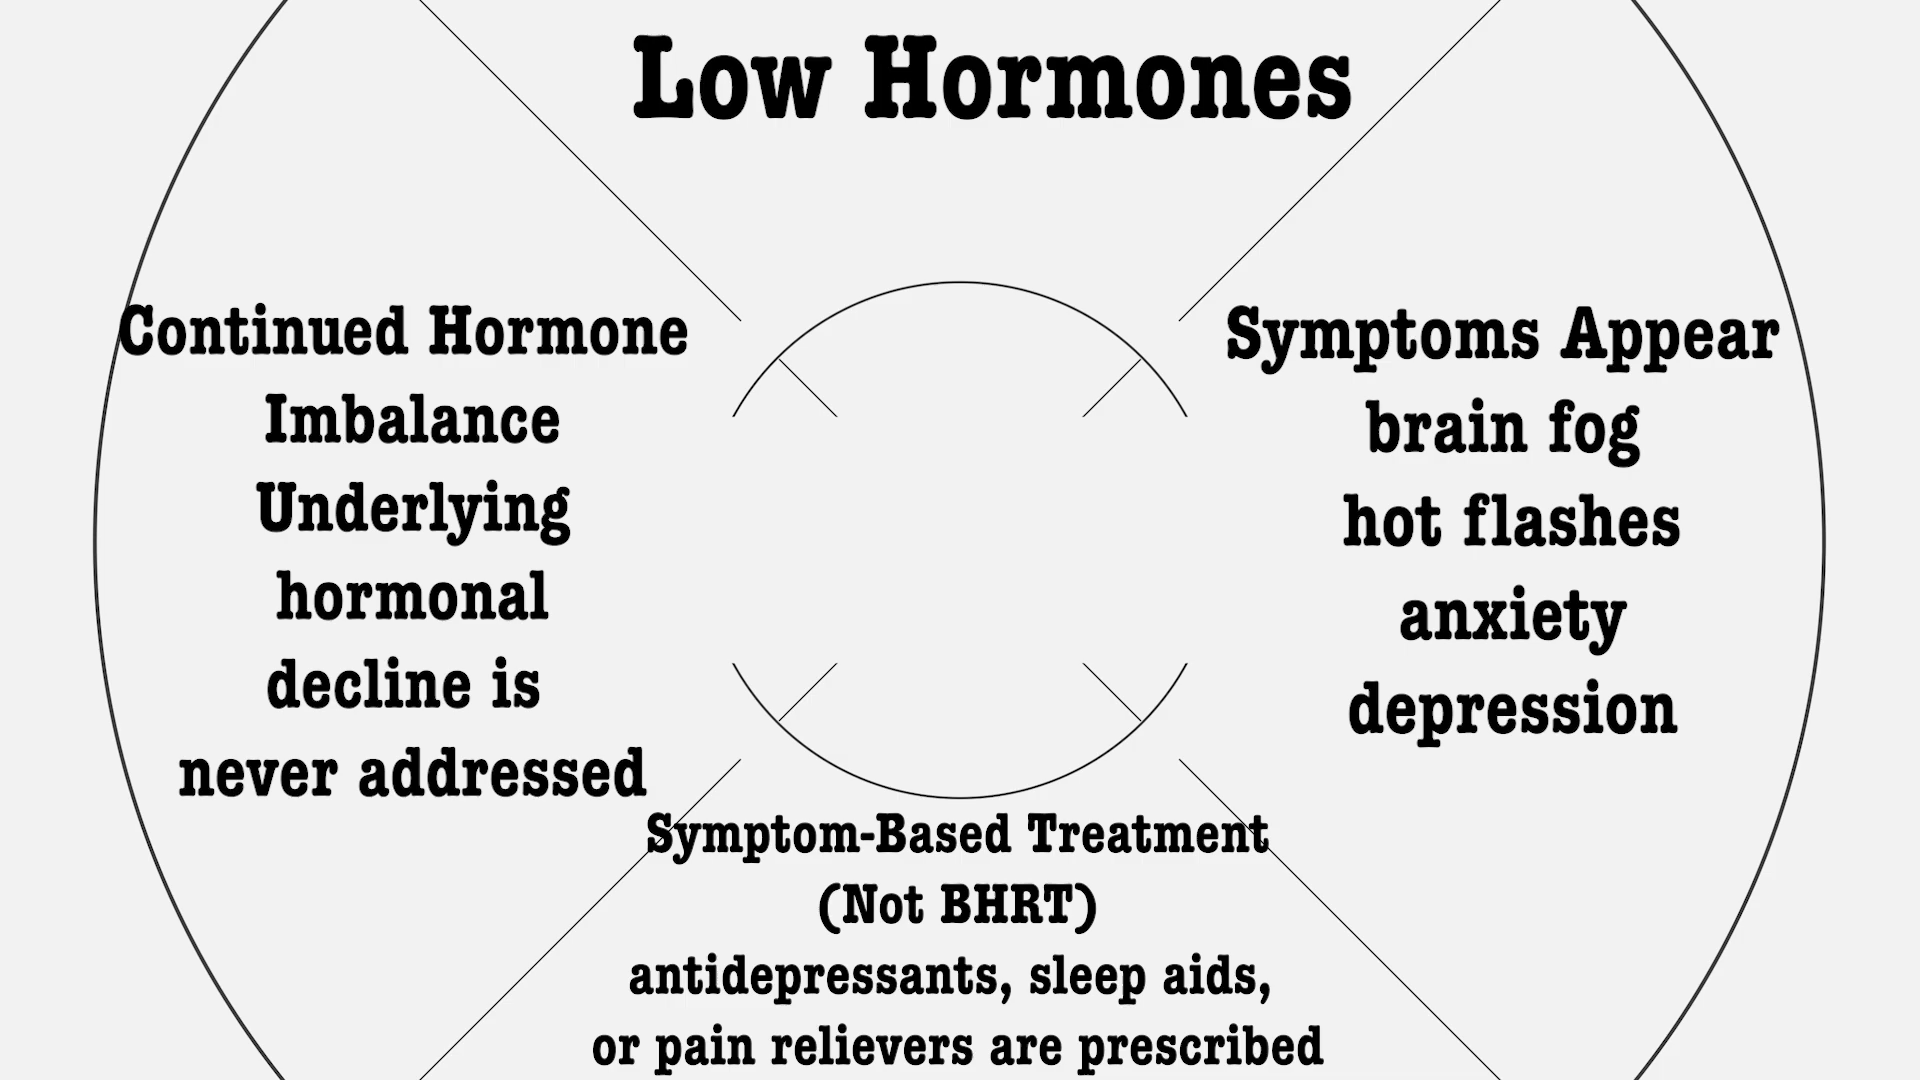 Low Hormones
Continued Hormone
Imbalance
Underlying
hormonal
decline is
never addressed
Symptoms Appear
brain fog
hot flashes
anxiety
depression
Symptom-Based Treatment
(Not BHRT)
antidepressants, sleep aids,
or pain relievers are prescribed